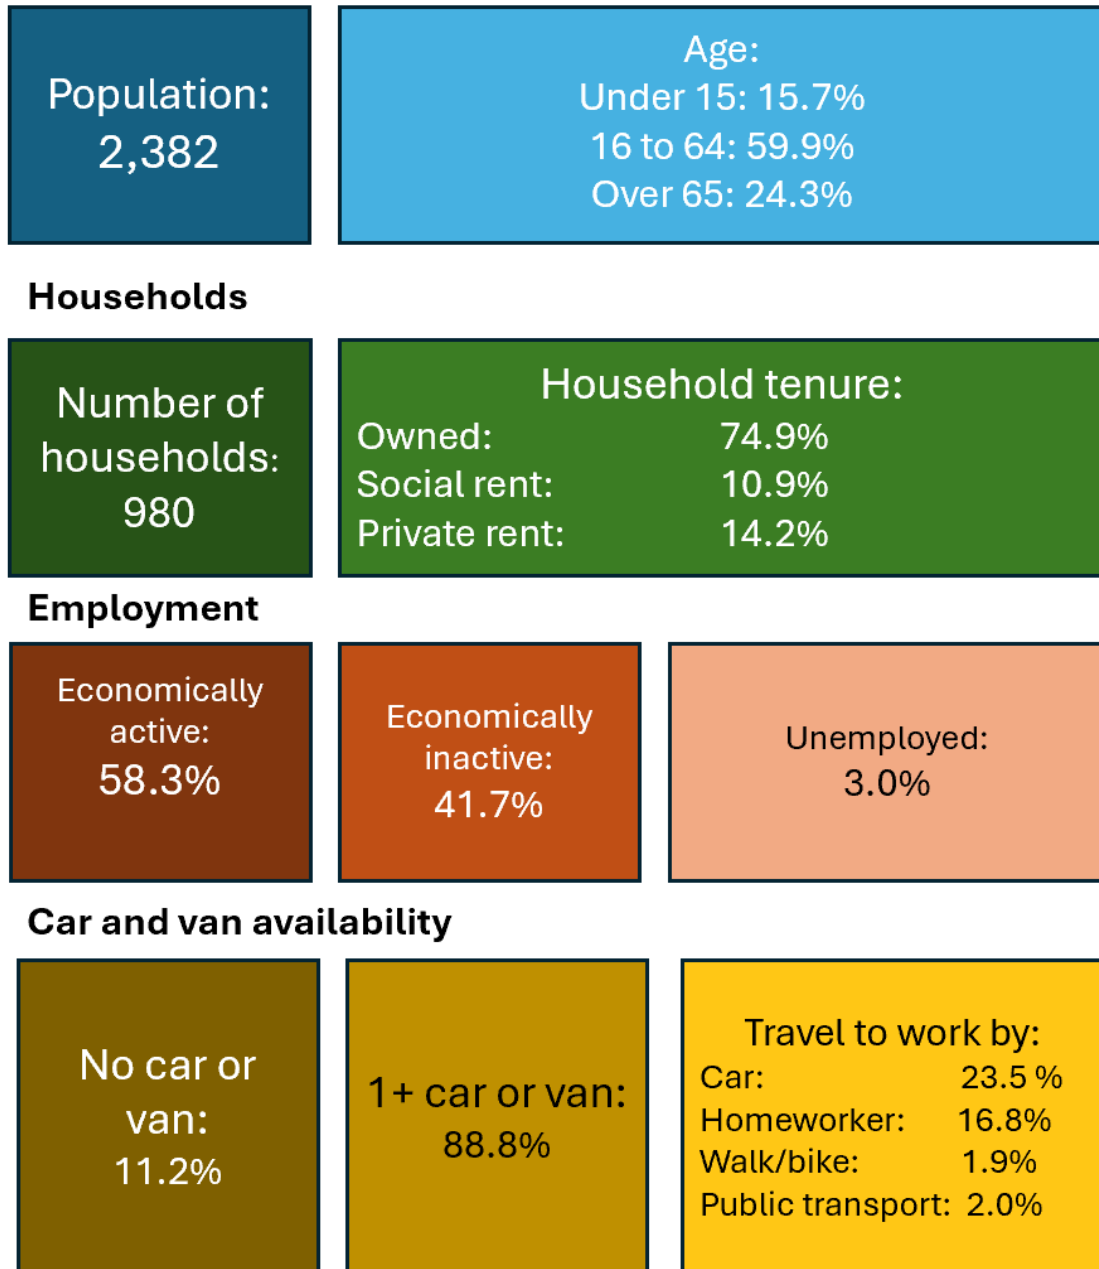 Population:
2,382
Age:
Under 15: 15.7%
16 to 64: 59.9%
Over 65: 24.3%
Households
Number of
households:
980
Household tenure:
Owned: 74.9%
Social rent: 10.9%
Private rent: 14.2%
Employment
Economically
active:
58.3%
Economically
inactive:
41.7%
Unemployed:
3.0%
Car and van availability
No car or
van:
11.2%
1+ car or van:
88.8%
Travel to work by:
Car: 23.5 %
Homeworker: 16.8%
Walk/bike: 1.9%
Public transport: 2.0%